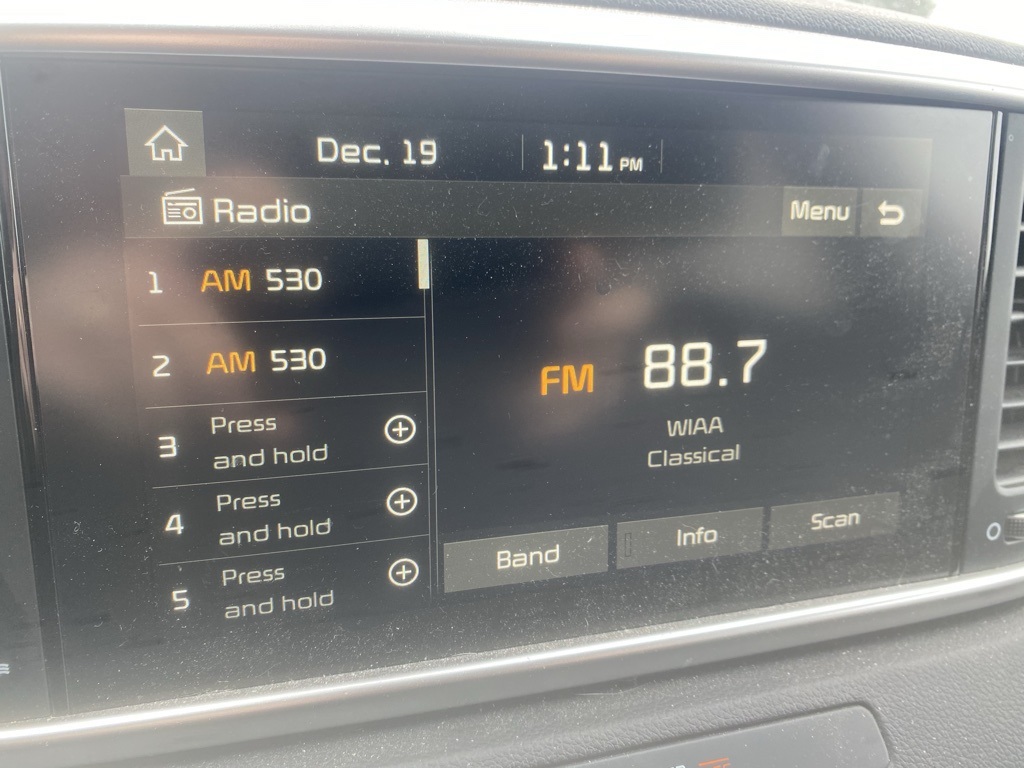 Dec. 19 1:11 PM
Radio Menu
1 AM 530
2 AM 530
3 Press
and hold
4 Press
and hold
5 Press
and hold
FM 88.7
WIAA
Classical
Band Info Scan